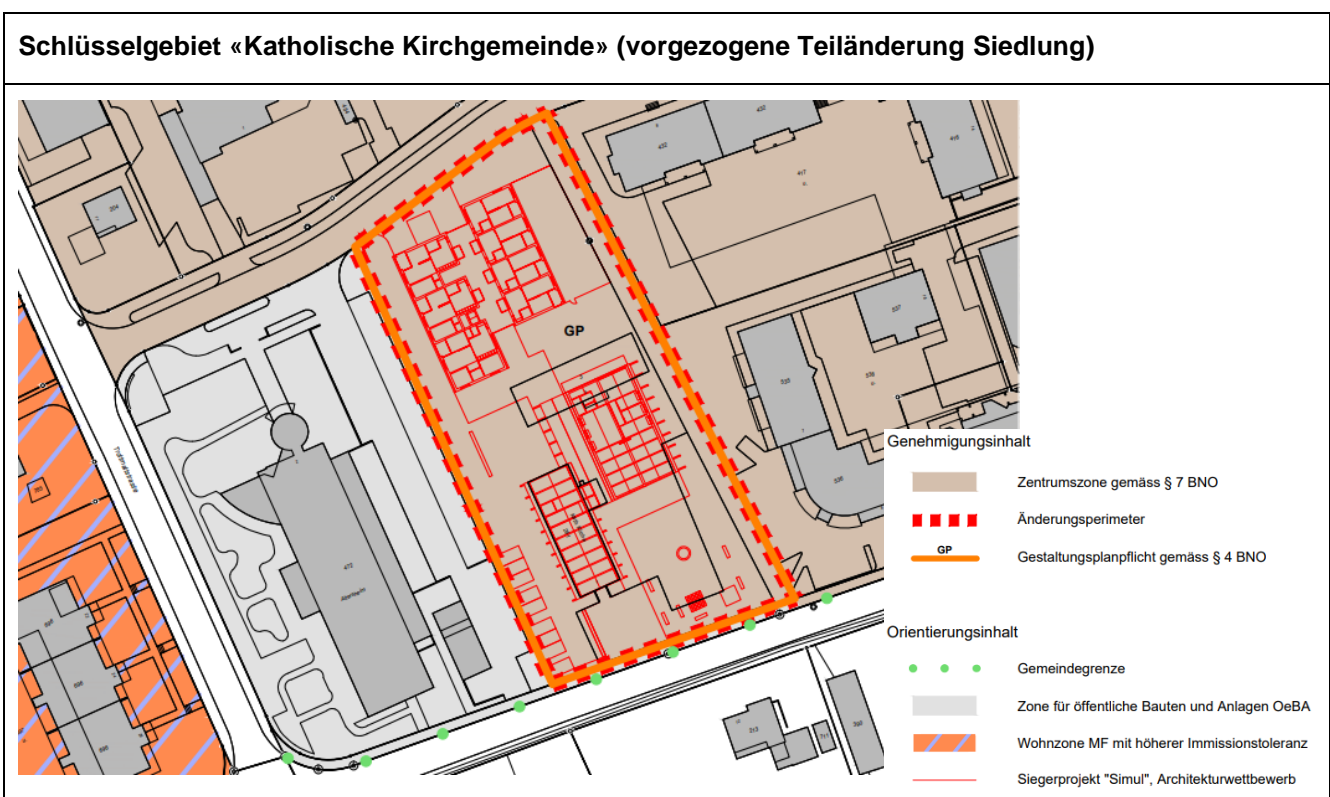 Schlüsselgebiet «Katholische Kirchgemeinde» (vorgezogene Teiländerung Siedlung)
GP
Genehmigungsinhalt
Zentrumszone gemäss § 7 BNO
Änderungsperimeter
GP
Gestaltungsplanpflicht gemäss § 4 BNO
Orientierungsinhalt
Gemeindegrenze
Zone für öffentliche Bauten und Anlagen OeBA
Wohnzone MF mit höherer Immissionstoleranz
Siegerprojekt "Simul", Architekturwettbewerb